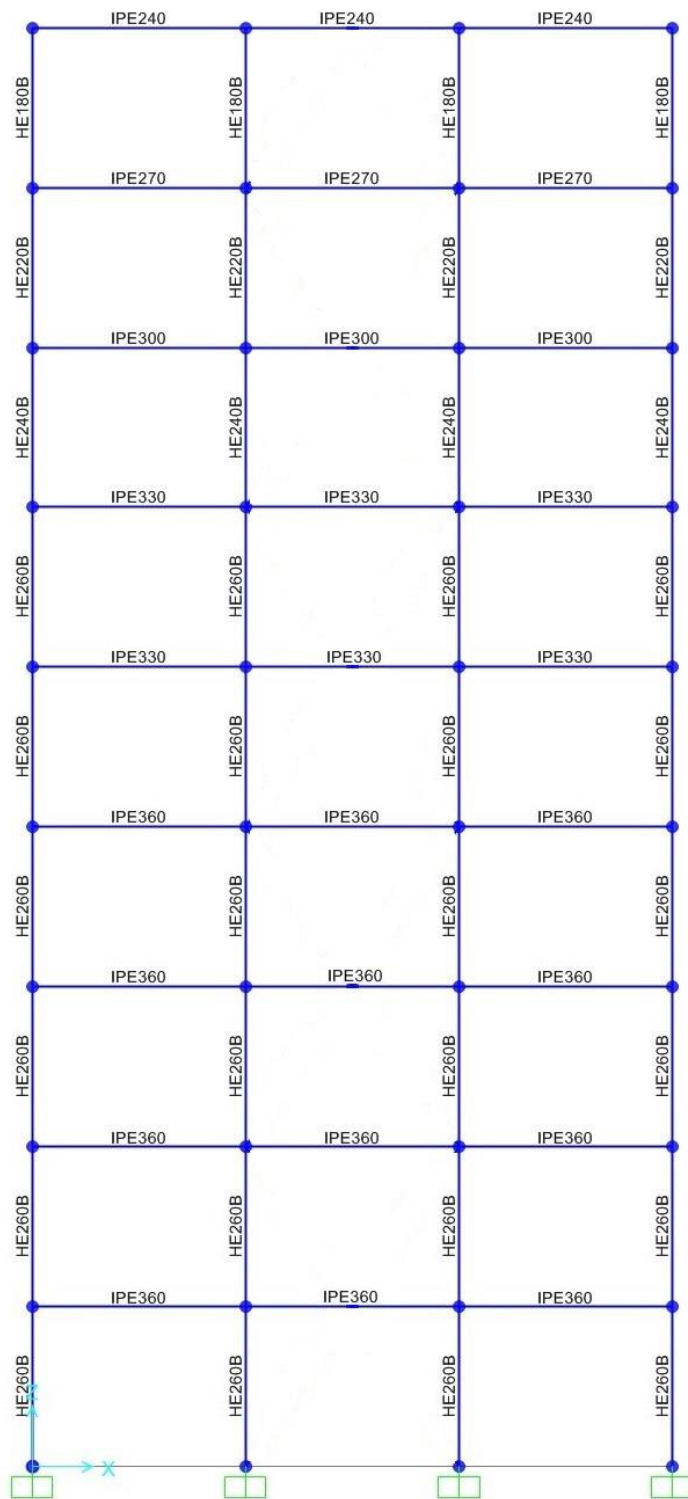 IPE240 IPE240 IPE240
HE180B HE180B HE180B HE180B
IPE270 IPE270 IPE270
HE220B HE220B HE220B HE220B
IPE300 IPE300 IPE300
HE240B HE240B HE240B HE240B
IPE330 IPE330 IPE330
HE260B HE260B HE260B HE260B
IPE330 IPE330 IPE330
HE260B HE260B HE260B HE260B
IPE360 IPE360 IPE360
HE260B HE260B HE260B HE260B
IPE360 IPE360 IPE360
HE260B HE260B HE260B HE260B
IPE360 IPE360 IPE360
HE260B HE260B HE260B HE260B
IPE360 IPE360 IPE360
HE260B HE260B HE260B HE260B
Z
X